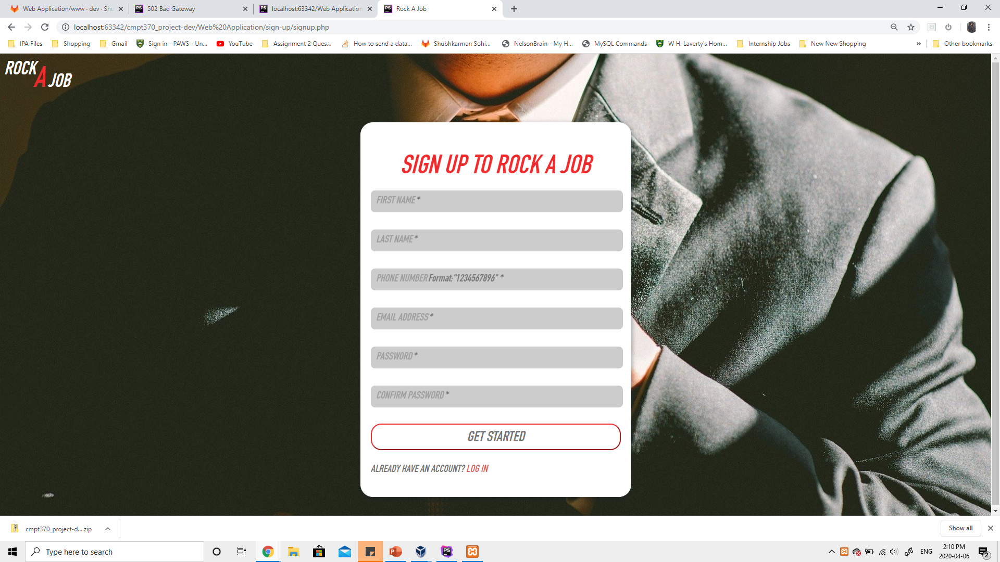 Web Application/www · dev · Shu
502 Bad Gateway
localhost:63342/Web Application
Rock A Job
localhost:63342/cmpt370_project-dev/Web%20Application/sign-up/signup.php
IPA Files
Shopping
Gmail
Sign in - PAWS - Un...
YouTube
Assignment 2 Ques...
How to send a data...
Shubhkarman Sohi...
NelsonBrain - My H...
MySQL Commands
W H. Laverty's Hom...
Internship Jobs
New New Shopping
»
Other bookmarks
ROCK
A JOB
SIGN UP TO ROCK A JOB
FIRST NAME *
LAST NAME *
PHONE NUMBER Format:"1234567896" *
EMAIL ADDRESS *
PASSWORD *
CONFIRM PASSWORD *
GET STARTED
ALREADY HAVE AN ACCOUNT? LOG IN
cmpt370_project-d....zip
Show all
Type here to search
ENG
2:10 PM
2020-04-06
2